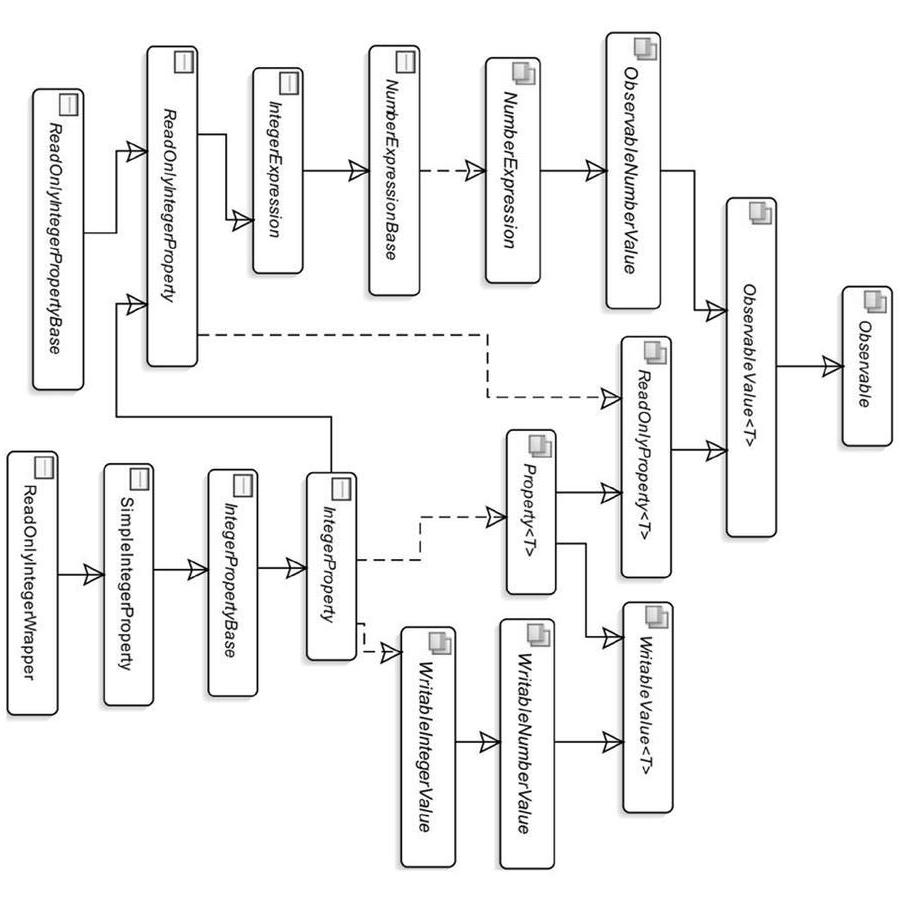 Observable
ObservableValue<T>
ObservableNumberValue
ReadOnlyProperty<T>
WritableValue<T>
NumberExpression
Property<T>
WritableNumberValue
NumberExpressionBase
WritableIntegerValue
IntegerExpression
IntegerProperty
ReadOnlyIntegerProperty
IntegerPropertyBase
ReadOnlyIntegerPropertyBase
SimpleIntegerProperty
ReadOnlyIntegerWrapper